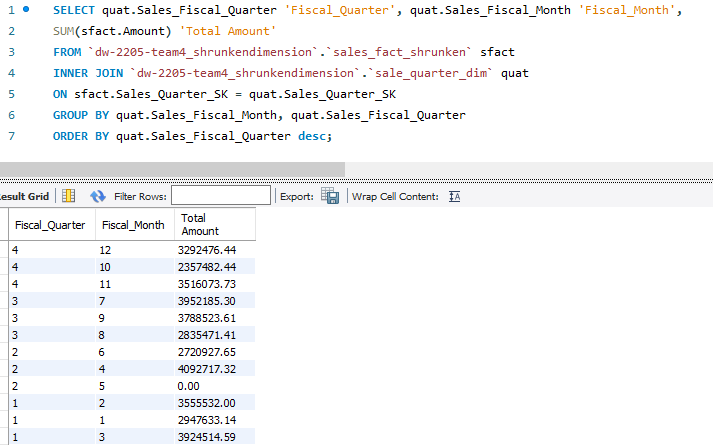 1 SELECT quat.Sales_Fiscal_Quarter 'Fiscal_Quarter', quat.Sales_Fiscal_Month 'Fiscal_Month',
2 SUM(sfact.Amount) 'Total Amount'
3 FROM `dw-2205-team4_shrunkendimension`.`sales_fact_shrunken` sfact
4 INNER JOIN `dw-2205-team4_shrunkendimension`.`sale_quarter_dim` quat
5 ON sfact.Sales_Quarter_SK = quat.Sales_Quarter_SK
6 GROUP BY quat.Sales_Fiscal_Month, quat.Sales_Fiscal_Quarter
7 ORDER BY quat.Sales_Fiscal_Quarter desc;
esult Grid Filter Rows: Export: Wrap Cell Content: IA
Fiscal_Quarter Fiscal_Month Total
Amount
4 12 3292476.44
4 10 2357482.44
4 11 3516073.73
3 7 3952185.30
3 9 3788523.61
3 8 2835471.41
2 6 2720927.65
2 4 4092717.32
2 5 0.00
1 2 3555532.00
1 1 2947633.14
1 3 3924514.59